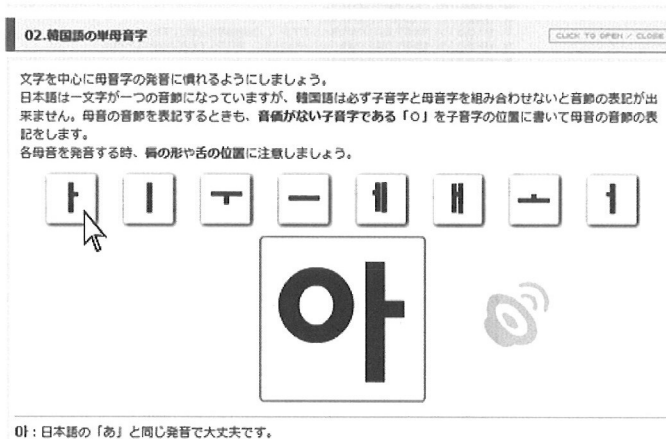 02.韓国語の単母音字
CLICK TO OPEN / CLOSE
文字を中心に母音字の発音に慣れるようにしましょう。
日本語は一文字が一つの音節になっていますが、韓国語は必ず子音字と母音字を組み合わせないと音節の表記が出
来ません。母音の音節を表記するときも、音価がない子音字である「ㅇ」を子音字の位置に書いて母音の音節の表
記をします。
各母音を発音する時、唇の形や舌の位置に注意しましょう。
ㅏ ㅣ ㅜ ㅡ ㅔ ㅐ ㅗ ㅓ
아
아 : 日本語の「あ」と同じ発音で大丈夫です。